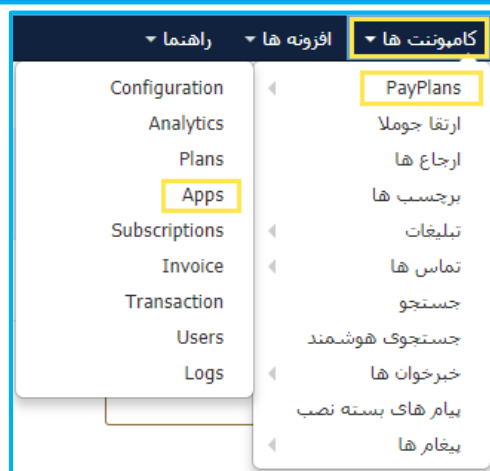 کامپوننت ها افزونه ها راهنما
PayPlans
ارتقا جوملا
ارجاع ها
برچسب ها
تبلیغات
تماس ها
جستجو
جستجوی هوشمند
خبرخوان ها
پیام های بسته نصب
پیغام ها
Configuration
Analytics
Plans
Apps
Subscriptions
Invoice
Transaction
Users
Logs